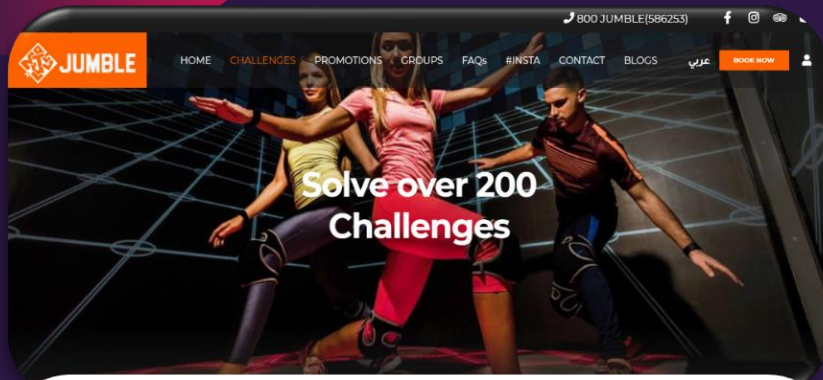 800 JUMBLE(586253)
JUMBLE
HOME CHALLENGES PROMOTIONS GROUPS FAQs #INSTA CONTACT BLOGS عربي BOOK NOW
Solve over 200
Challenges